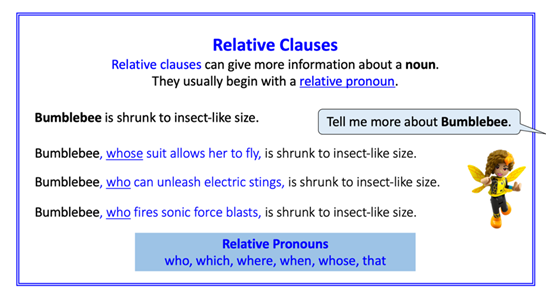 Relative Clauses
Relative clauses can give more information about a noun.
They usually begin with a relative pronoun.
Bumblebee is shrunk to insect-like size.
Tell me more about Bumblebee.
Bumblebee, whose suit allows her to fly, is shrunk to insect-like size.
Bumblebee, who can unleash electric stings, is shrunk to insect-like size.
Bumblebee, who fires sonic force blasts, is shrunk to insect-like size.
Relative Pronouns
who, which, where, when, whose, that